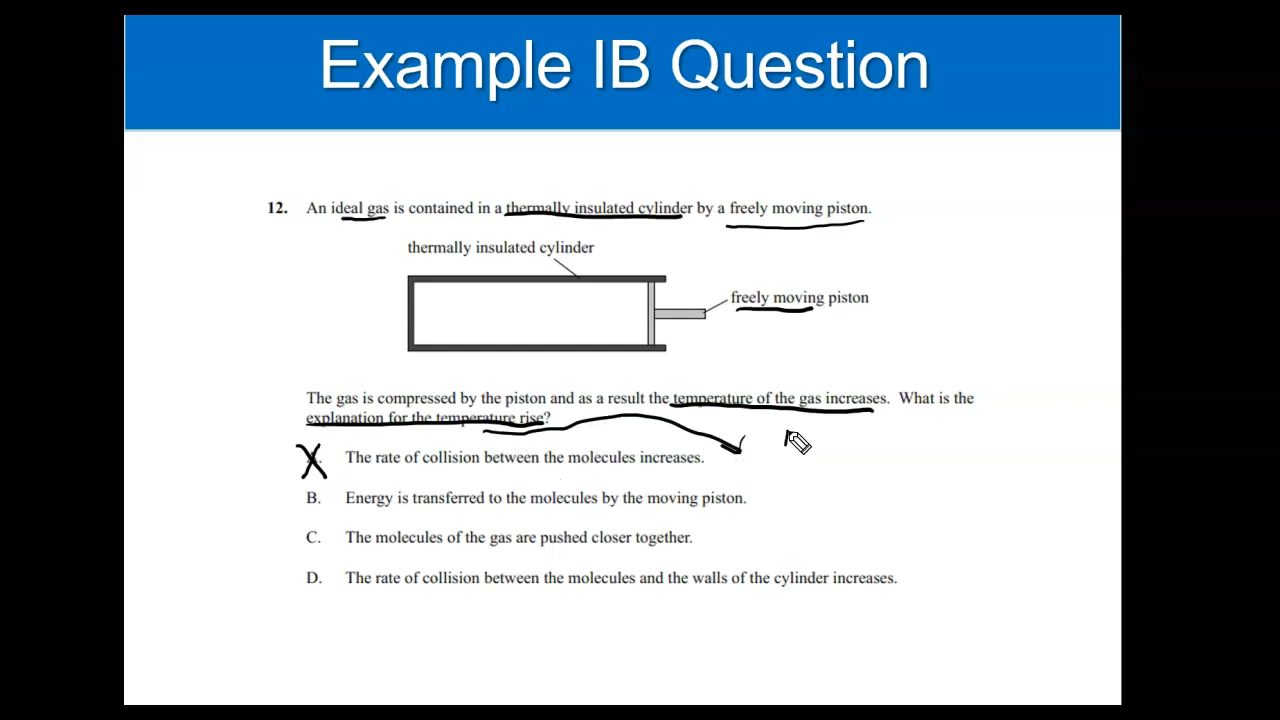 Example IB Question
12. An ideal gas is contained in a thermally insulated cylinder by a freely moving piston.
thermally insulated cylinder
freely moving piston
The gas is compressed by the piston and as a result the temperature of the gas increases. What is the
explanation for the temperature rise?
The rate of collision between the molecules increases.
B. Energy is transferred to the molecules by the moving piston.
C. The molecules of the gas are pushed closer together.
D. The rate of collision between the molecules and the walls of the cylinder increases.